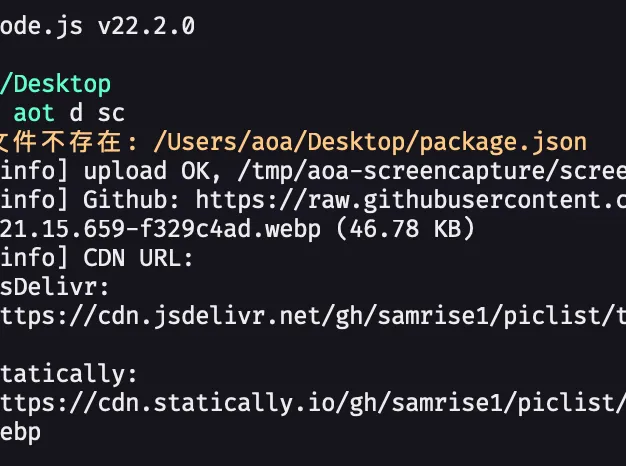 ode.js v22.2.0
/Desktop
aot d sc
文件不存在: /Users/aoa/Desktop/package.json
info] upload OK, /tmp/aoa-screencapture/scree
info] Github: https://raw.githubusercontent.c
21.15.659-f329c4ad.webp (46.78 KB)
info] CDN URL:
sDelivr:
ttps://cdn.jsdelivr.net/gh/samrise1/piclist/t
tatically:
ttps://cdn.statically.io/gh/samrise1/piclist/
ebp